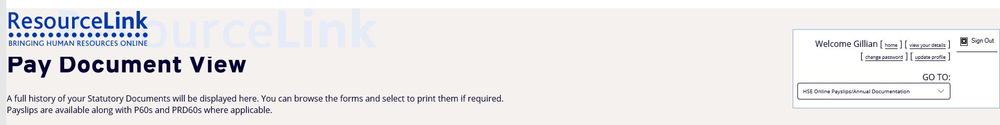 ResourceLink
BRINGING HUMAN RESOURCES ONLINE
ResourceLink
Pay Document View
A full history of your Statutory Documents will be displayed here. You can browse the forms and select to print them if required.
Payslips are available along with P60s and PRD60s where applicable.
Welcome Gillian [ home ] [ view your details ]
[ change password ] [ update profile ]
Sign Out
GO TO:
HSE Online Payslips/Annual Documentation